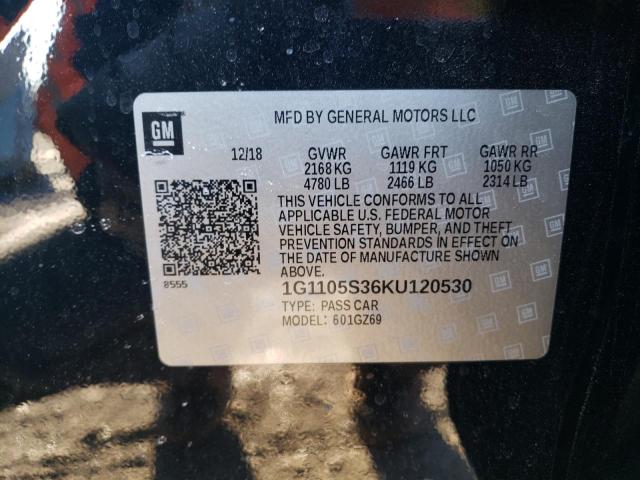 GM
MFD BY GENERAL MOTORS LLC
12/18 GVWR GAWR FRT GAWR RR
2168 KG 1119 KG 1050 KG
4780 LB 2466 LB 2314 LB
THIS VEHICLE CONFORMS TO ALL
APPLICABLE U.S. FEDERAL MOTOR
VEHICLE SAFETY, BUMPER, AND THEFT
PREVENTION STANDARDS IN EFFECT ON
THE DATE OF MANUFACTURE SHOWN
ABOVE.
8555
1G1105S36KU120530
TYPE: PASS CAR
MODEL: 601GZ69